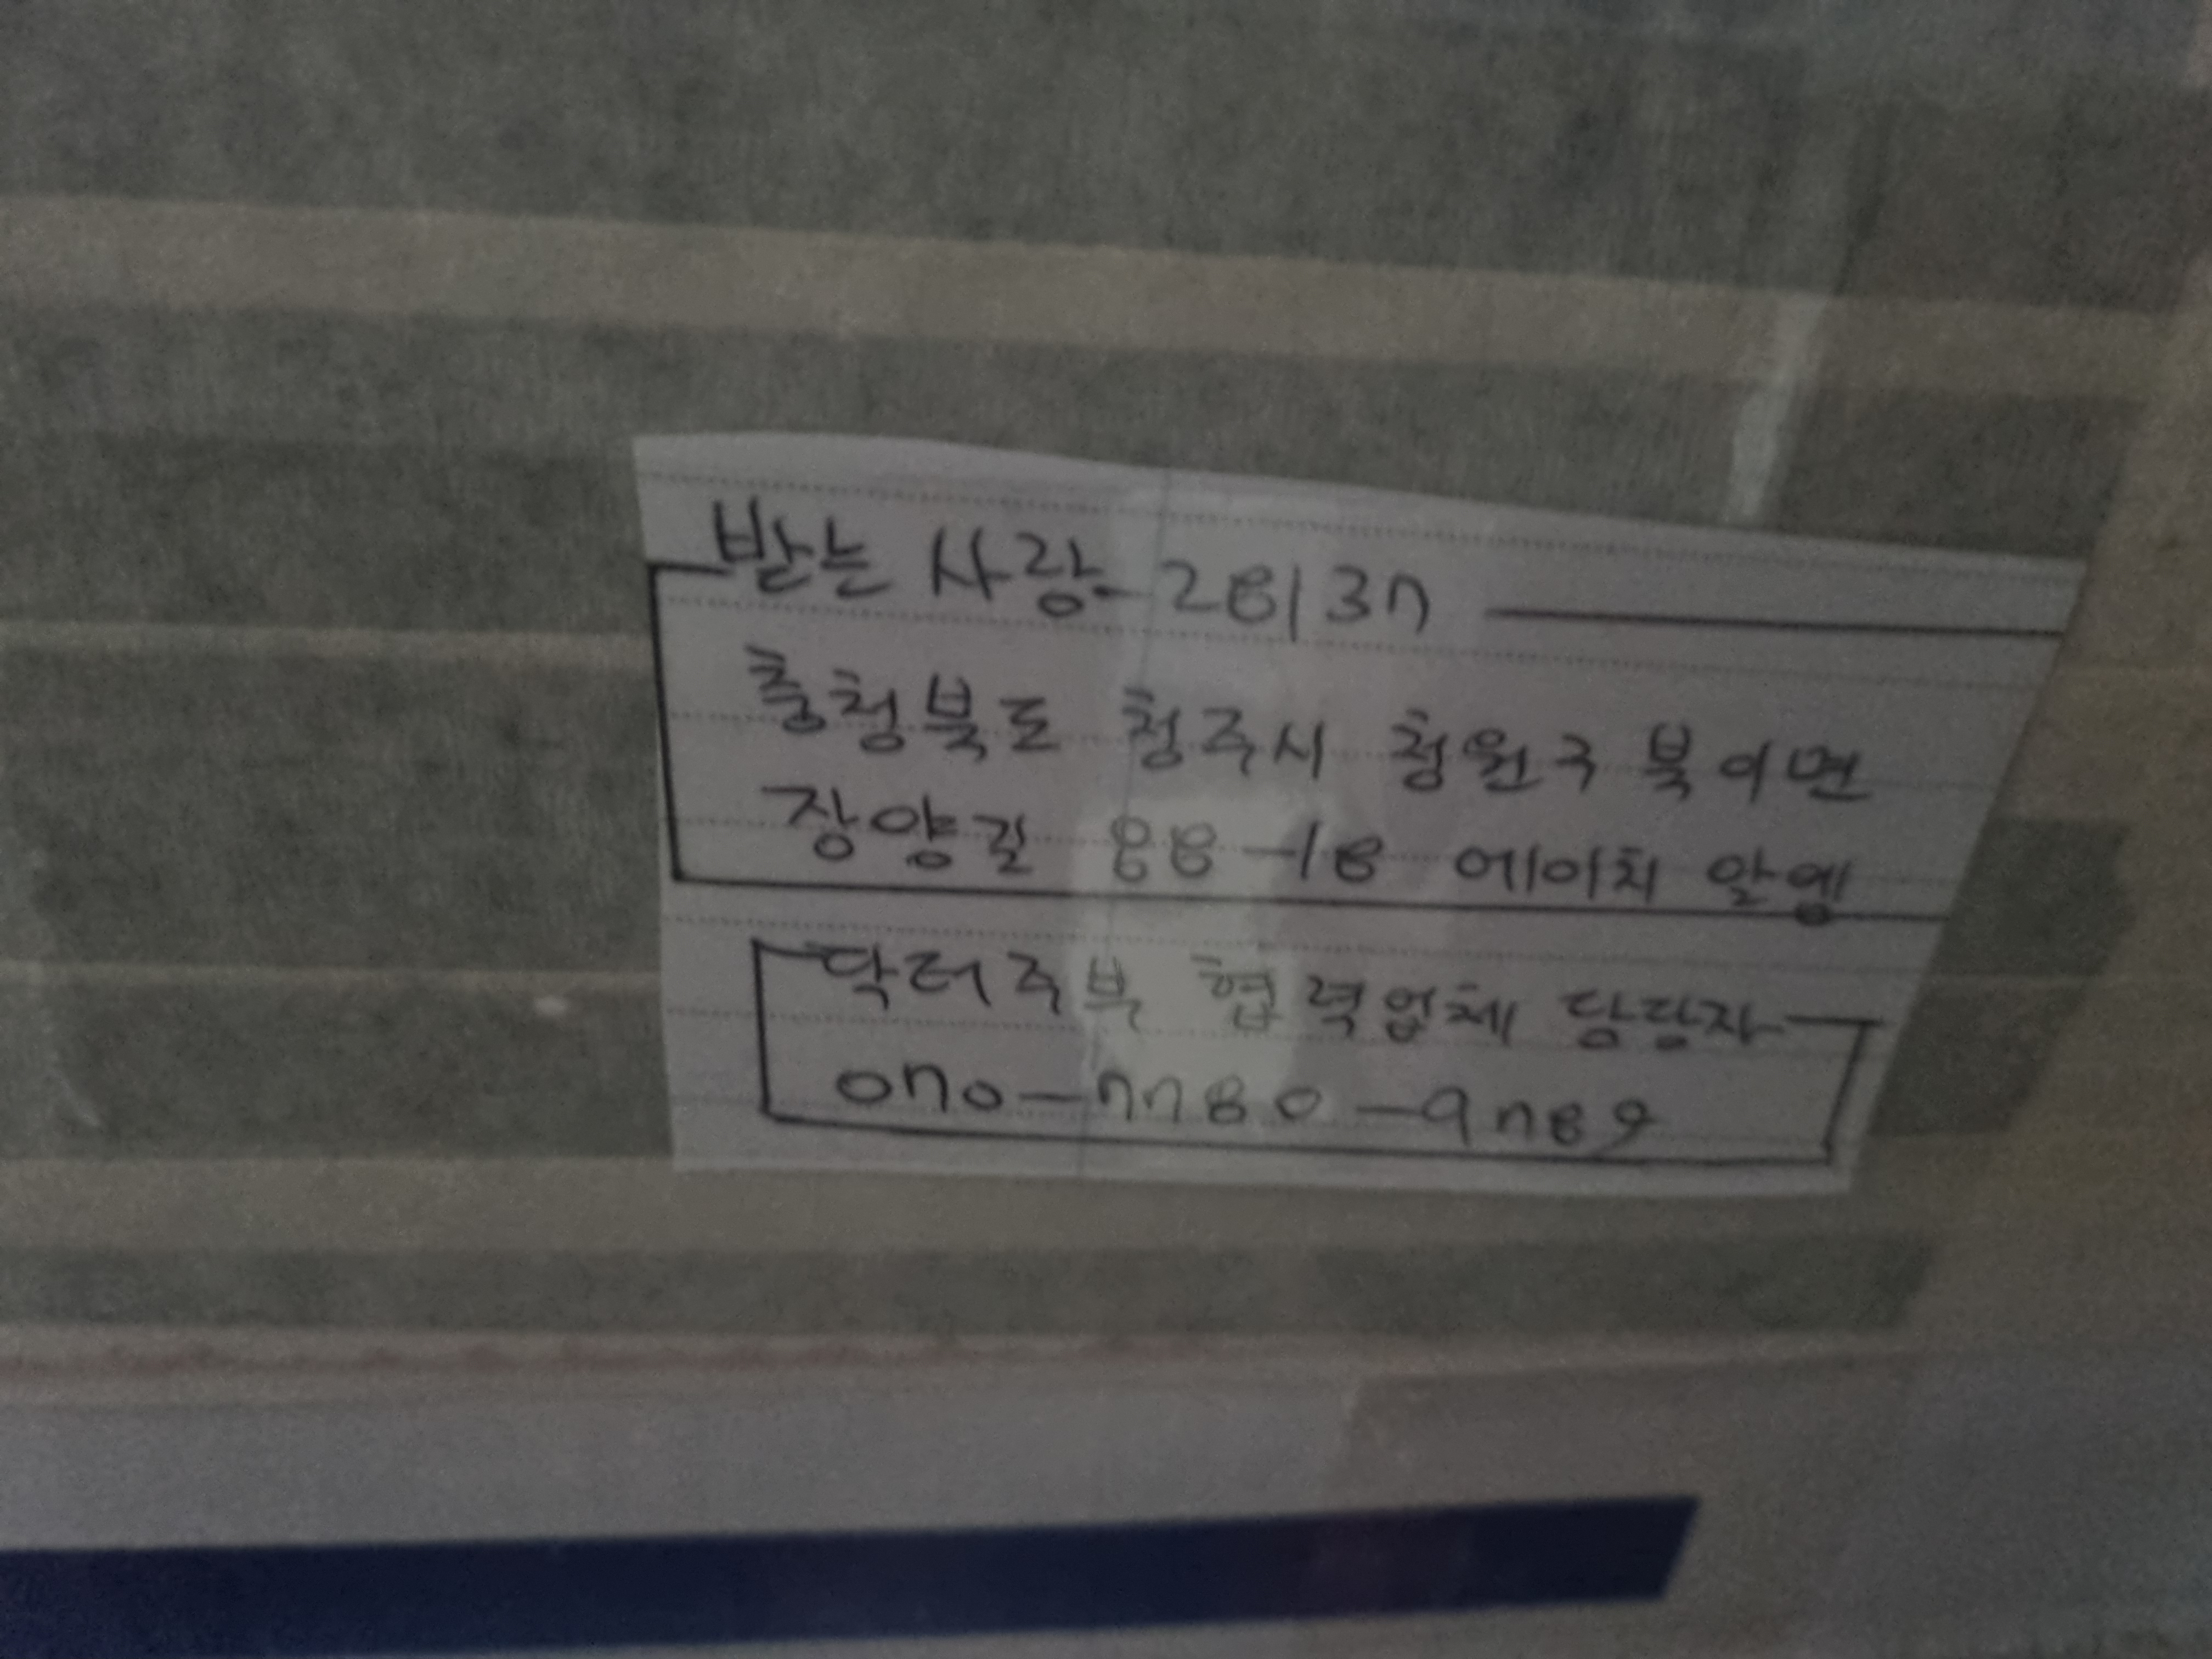 받는 사람 28137
충청북도 청주시 청원구 북이면
장양길 88-18 에이치 알엠
닥터주부 협력업체 담당자
070-7780-9789